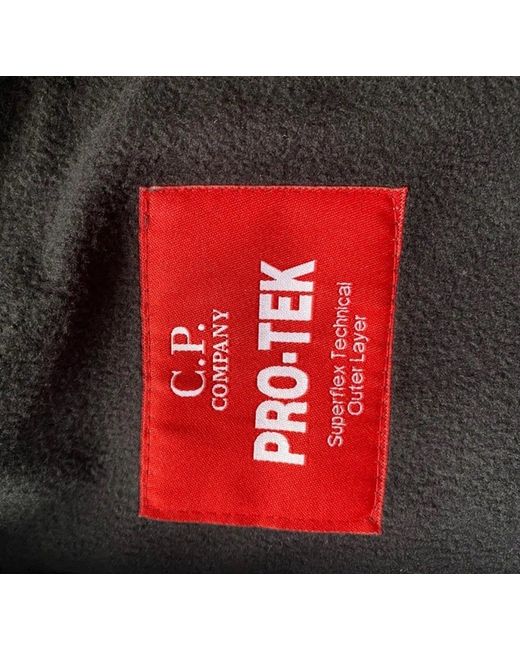 C.P.
COMPANY
PRO-TEK
Superflex Technical
Outer Layer